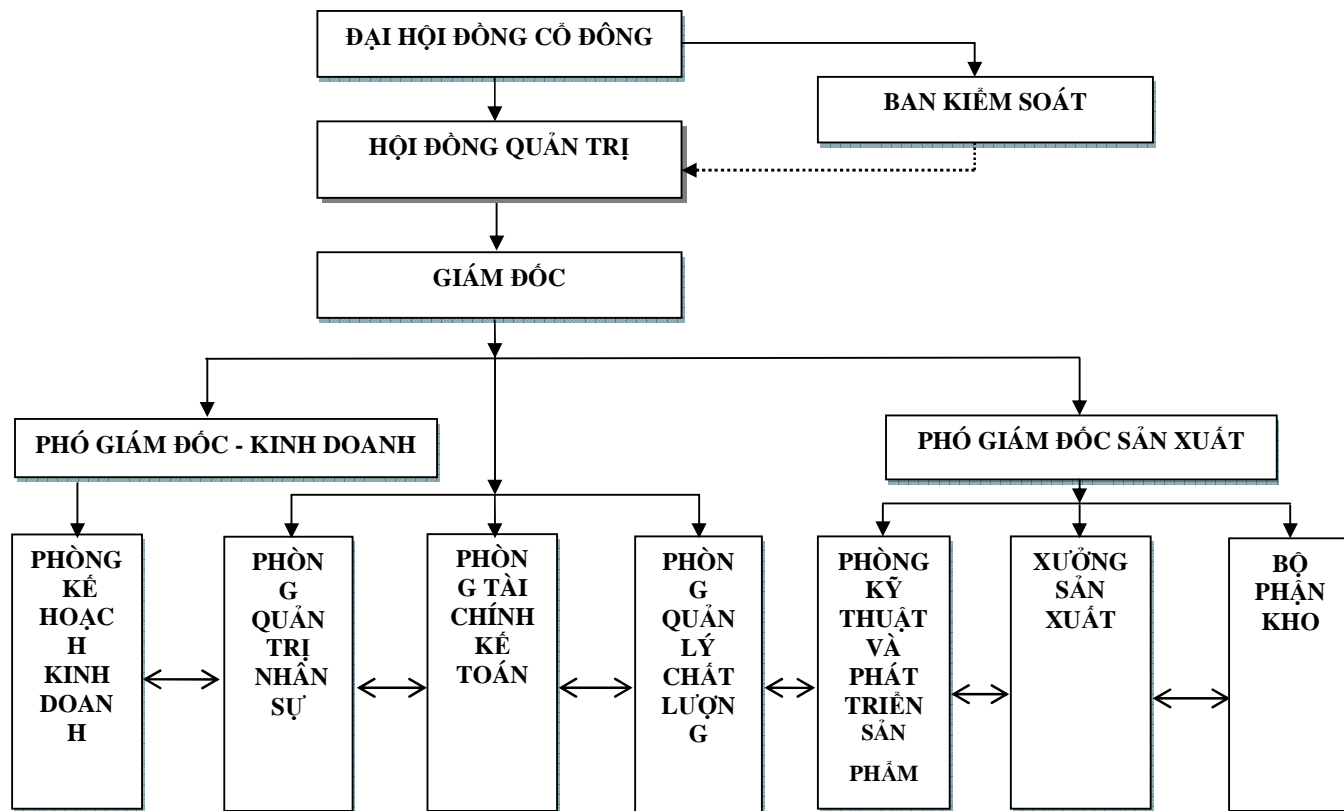 ĐẠI HỘI ĐỒNG CỔ ĐÔNG
BAN KIỂM SOÁT
HỘI ĐỒNG QUẢN TRỊ
GIÁM ĐỐC
PHÓ GIÁM ĐỐC - KINH DOANH
PHÓ GIÁM ĐỐC SẢN XUẤT
PHÒNG
KẾ
HOẠC
H
KINH
DOAN
H
PHÒN
G
QUẢN
TRỊ
NHÂN
SỰ
PHÒN
G TÀI
CHÍNH
KẾ
TOÁN
PHÒN
G
QUẢN
LÝ
CHẤT
LƯỢN
G
PHÒNG
KỸ
THUẬT
VÀ
PHÁT
TRIỂN
SẢN
PHẨM
XƯỞNG
SẢN
XUẤT
BỘ
PHẬN
KHO